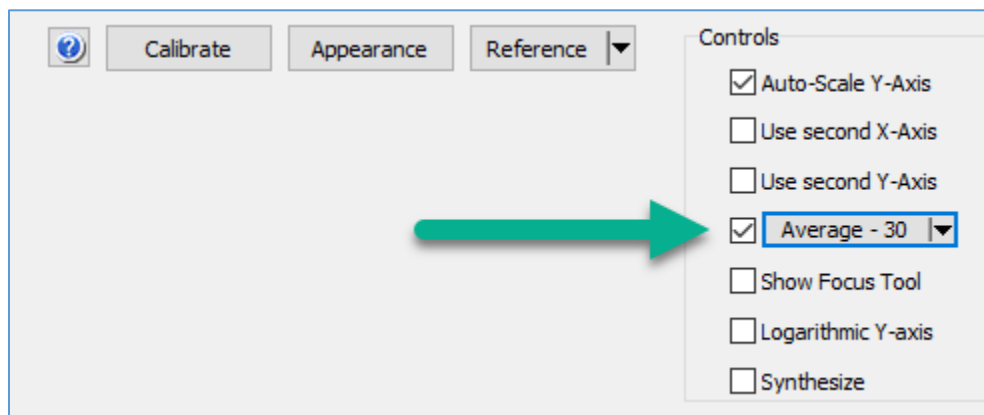 Calibrate Appearance Reference
Controls
Auto-Scale Y-Axis
Use second X-Axis
Use second Y-Axis
Average - 30
Show Focus Tool
Logarithmic Y-axis
Synthesize